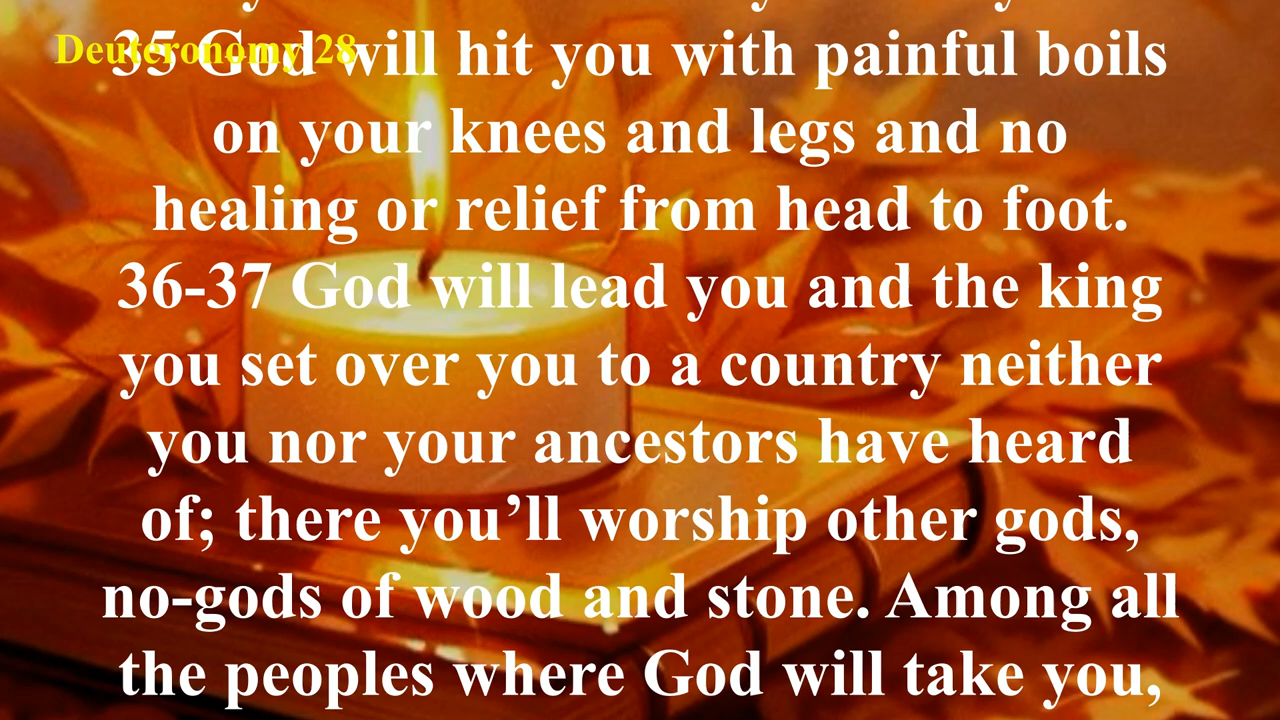 Deuteronomy 28
35 God will hit you with painful boils
on your knees and legs and no
healing or relief from head to foot.
36-37 God will lead you and the king
you set over you to a country neither
you nor your ancestors have heard
of; there you’ll worship other gods,
no-gods of wood and stone. Among all
the peoples where God will take you,